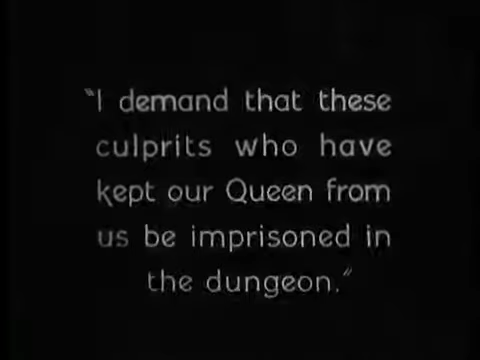 "I demand that these
culprits who have
kept our Queen from
us be imprisoned in
the dungeon."